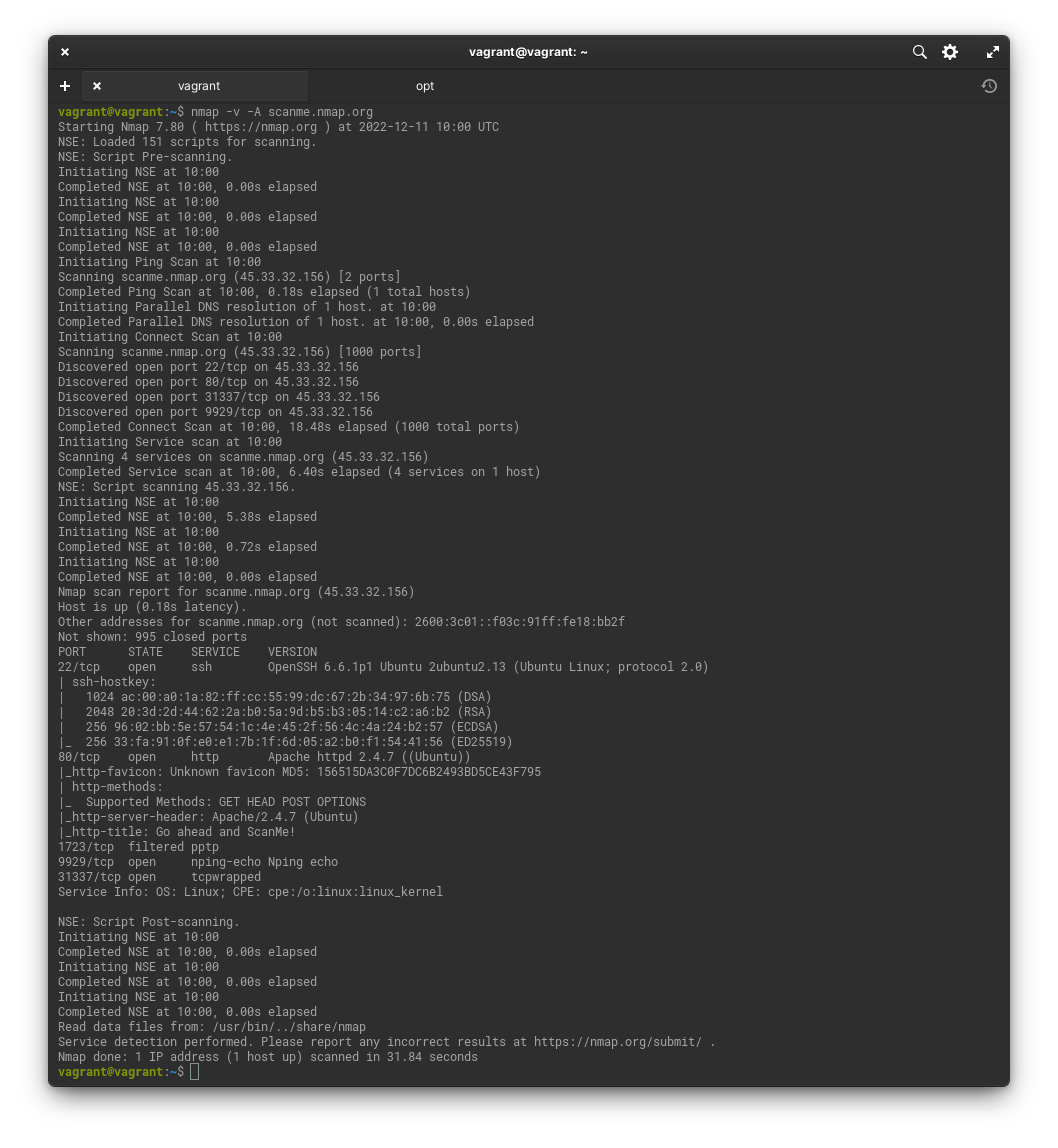 vagrant@vagrant: ~
vagrant
opt
vagrant@vagrant:~$ nmap -v -A scanme.nmap.org
Starting Nmap 7.80 ( https://nmap.org ) at 2022-12-11 10:00 UTC
NSE: Loaded 151 scripts for scanning.
NSE: Script Pre-scanning.
Initiating NSE at 10:00
Completed NSE at 10:00, 0.00s elapsed
Initiating NSE at 10:00
Completed NSE at 10:00, 0.00s elapsed
Initiating NSE at 10:00
Completed NSE at 10:00, 0.00s elapsed
Initiating Ping Scan at 10:00
Scanning scanme.nmap.org (45.33.32.156) [2 ports]
Completed Ping Scan at 10:00, 0.18s elapsed (1 total hosts)
Initiating Parallel DNS resolution of 1 host. at 10:00
Completed Parallel DNS resolution of 1 host. at 10:00, 0.00s elapsed
Initiating Connect Scan at 10:00
Scanning scanme.nmap.org (45.33.32.156) [1000 ports]
Discovered open port 22/tcp on 45.33.32.156
Discovered open port 80/tcp on 45.33.32.156
Discovered open port 31337/tcp on 45.33.32.156
Discovered open port 9929/tcp on 45.33.32.156
Completed Connect Scan at 10:00, 18.48s elapsed (1000 total ports)
Initiating Service scan at 10:00
Scanning 4 services on scanme.nmap.org (45.33.32.156)
Completed Service scan at 10:00, 6.40s elapsed (4 services on 1 host)
NSE: Script scanning 45.33.32.156.
Initiating NSE at 10:00
Completed NSE at 10:00, 5.38s elapsed
Initiating NSE at 10:00
Completed NSE at 10:00, 0.72s elapsed
Initiating NSE at 10:00
Completed NSE at 10:00, 0.00s elapsed
Nmap scan report for scanme.nmap.org (45.33.32.156)
Host is up (0.18s latency).
Other addresses for scanme.nmap.org (not scanned): 2600:3c01::f03c:91ff:fe18:bb2f
Not shown: 995 closed ports
PORT      STATE    SERVICE    VERSION
22/tcp    open     ssh        OpenSSH 6.6.1p1 Ubuntu 2ubuntu2.13 (Ubuntu Linux; protocol 2.0)
| ssh-hostkey:
|   1024 ac:00:a0:1a:82:ff:cc:55:99:dc:67:2b:34:97:6b:75 (DSA)
|   2048 20:3d:2d:44:62:2a:b0:5a:9d:b5:b3:05:14:c2:a6:b2 (RSA)
|   256 96:02:bb:5e:57:54:1c:4e:45:2f:56:4c:4a:24:b2:57 (ECDSA)
|_  256 33:fa:91:0f:e0:e1:7b:1f:6d:05:a2:b0:f1:54:41:56 (ED25519)
80/tcp    open     http       Apache httpd 2.4.7 ((Ubuntu))
|_http-favicon: Unknown favicon MD5: 156515DA3C0F7DC6B2493BD5CE43F795
| http-methods:
|_  Supported Methods: GET HEAD POST OPTIONS
|_http-server-header: Apache/2.4.7 (Ubuntu)
|_http-title: Go ahead and ScanMe!
1723/tcp  filtered pptp
9929/tcp  open     nping-echo Nping echo
31337/tcp open     tcpwrapped
Service Info: OS: Linux; CPE: cpe:/o:linux:linux_kernel
NSE: Script Post-scanning.
Initiating NSE at 10:00
Completed NSE at 10:00, 0.00s elapsed
Initiating NSE at 10:00
Completed NSE at 10:00, 0.00s elapsed
Initiating NSE at 10:00
Completed NSE at 10:00, 0.00s elapsed
Read data files from: /usr/bin/../share/nmap
Service detection performed. Please report any incorrect results at https://nmap.org/submit/ .
Nmap done: 1 IP address (1 host up) scanned in 31.84 seconds
vagrant@vagrant:~$